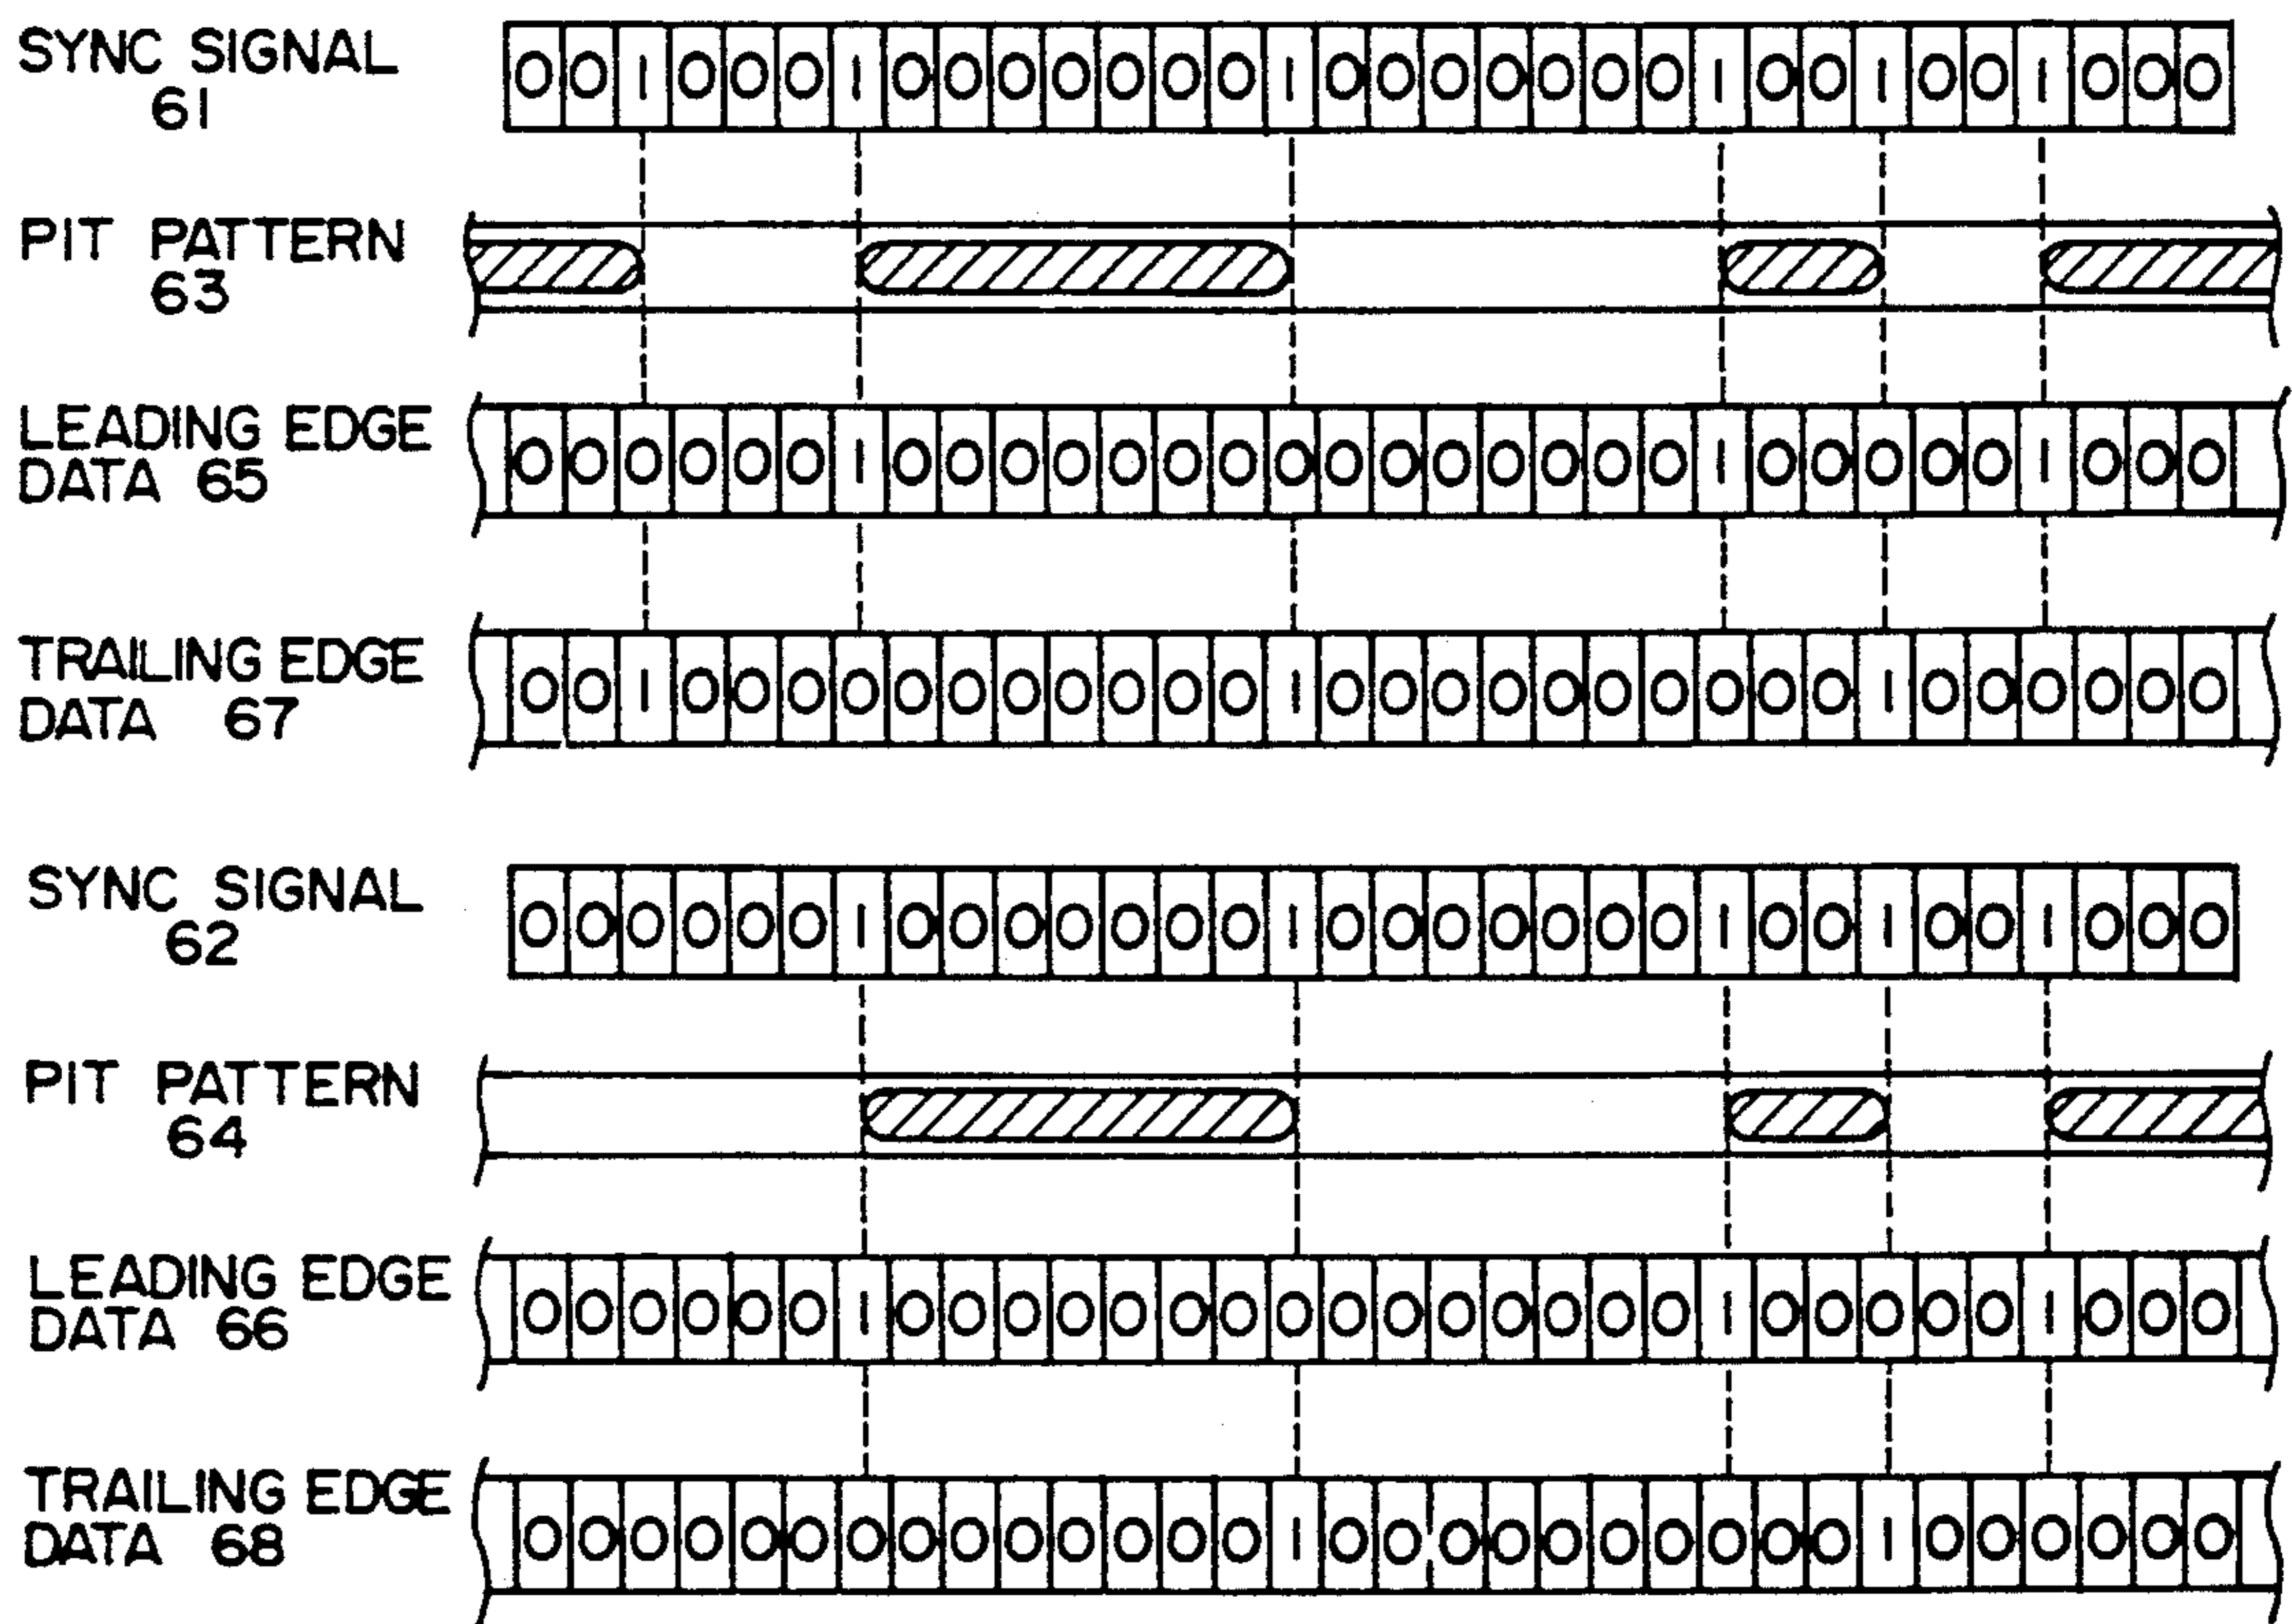 SYNC SIGNAL
61
0 0 1 0 0 0 1 0 0 0 0 0 0 0 1 0 0 0 0 0 0 0 1 0 0 1 0 0 1 0 0 0
PIT PATTERN
63
LEADING EDGE
DATA 65
0 0 0 0 0 0 1 0 0 0 0 0 0 0 0 0 0 0 0 0 0 0 1 0 0 0 0 0 1 0 0 0
TRAILING EDGE
DATA 67
0 0 1 0 0 0 0 0 0 0 0 0 0 0 1 0 0 0 0 0 0 0 0 0 0 1 0 0 0 0 0 0
SYNC SIGNAL
62
0 0 0 0 0 0 1 0 0 0 0 0 0 0 1 0 0 0 0 0 0 0 1 0 0 1 0 0 1 0 0 0
PIT PATTERN
64
LEADING EDGE
DATA 66
0 0 0 0 0 0 1 0 0 0 0 0 0 0 0 0 0 0 0 0 0 0 1 0 0 0 0 0 1 0 0 0
TRAILING EDGE
DATA 68
0 0 0 0 0 0 0 0 0 0 0 0 0 0 1 0 0 0 0 0 0 0 0 0 0 1 0 0 0 0 0 0